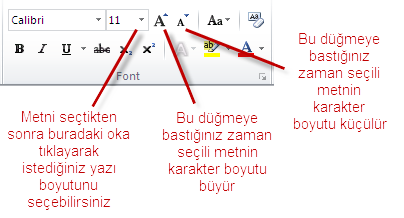 Calibri 11 A A Aa
B I U abc x₂ x² A ab A
Font
Bu düğmeye
bastığınız
zaman seçili
metnin
karakter
boyutu küçülür
Metni seçtikten
sonra buradaki oka
tıklayarak
istediğiniz yazı
boyutunu
seçebilirsiniz
Bu düğmeye
bastığınız zaman
seçili metnin
karakter boyutu
büyür